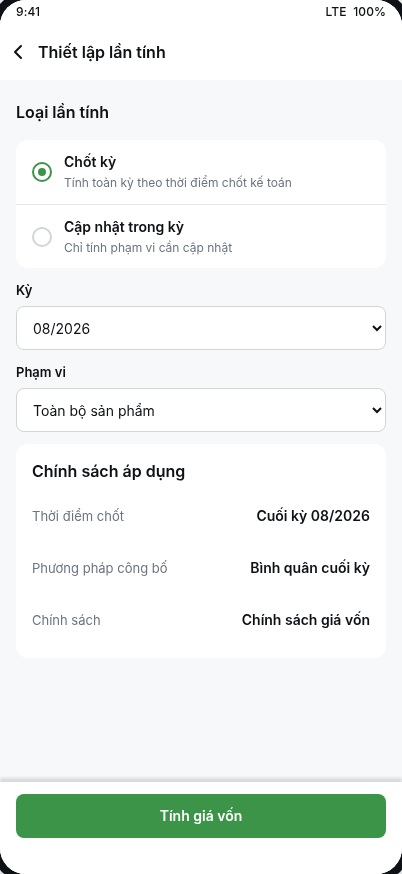 9:41
LTE 100%
Thiết lập lần tính
Loại lần tính
Chốt kỳ
Tính toàn kỳ theo thời điểm chốt kế toán
Cập nhật trong kỳ
Chỉ tính phạm vi cần cập nhật
Kỳ
08/2026
Phạm vi
Toàn bộ sản phẩm
Chính sách áp dụng
Thời điểm chốt
Cuối kỳ 08/2026
Phương pháp công bố
Bình quân cuối kỳ
Chính sách
Chính sách giá vốn
Tính giá vốn